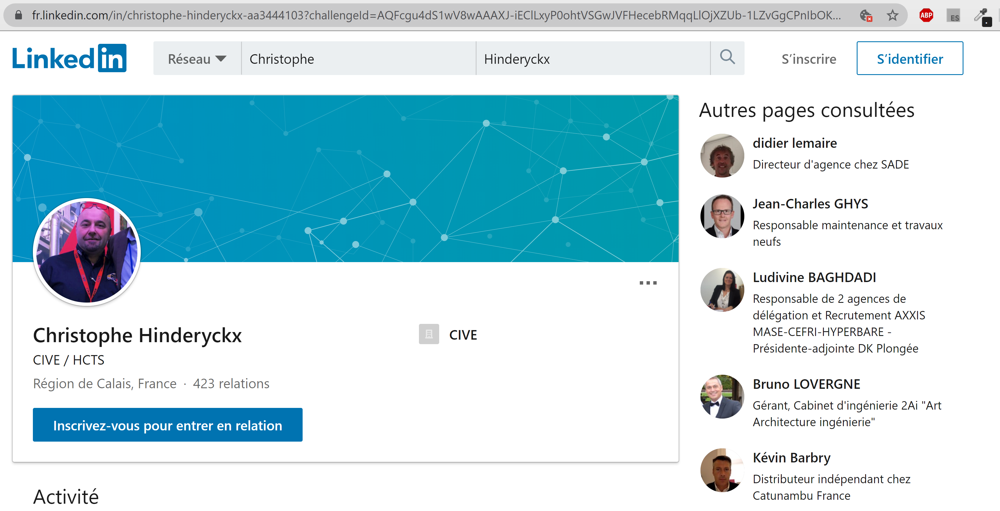 fr.linkedin.com/in/christophe-hinderyckx-aa3444103?challengeId=AQFcgu4dS1wV8wAAAXJ-iEClLxyP0ohtVSGwJVFHecebRMqqLlOjXZUb-1LZvGgCPnIbOK...
ABP
ES
Linkedin
Réseau Christophe Hinderyckx
S'inscrire
S'identifier
Christophe Hinderyckx
CIVE / HCTS
Région de Calais, France · 423 relations
CIVE
Inscrivez-vous pour entrer en relation
Activité
Autres pages consultées
didier lemaire
Directeur d'agence chez SADE
Jean-Charles GHYS
Responsable maintenance et travaux
neufs
Ludivine BAGHDADI
Responsable de 2 agences de
délégation et Recrutement AXXIS
MASE-CEFRI-HYPERBARE -
Présidente-adjointe DK Plongée
Bruno LOVERGNE
Gérant, Cabinet d'ingénierie 2Ai "Art
Architecture ingénierie"
Kévin Barbry
Distributeur indépendant chez
Catunambu France